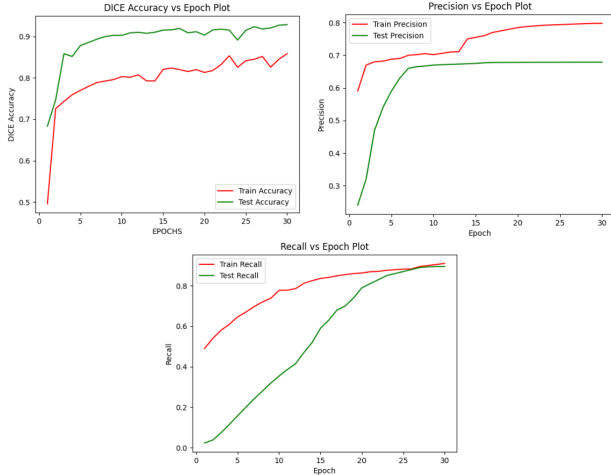 DICE Accuracy vs Epoch Plot
0.9
0.8
0.7
0.6
0.5
DICE Accuracy
Train Accuracy
Test Accuracy
0 5 10 15 20 25 30
EPOCHS
Precision vs Epoch Plot
Train Precision
Test Precision
0.8
0.7
0.6
0.5
0.4
0.3
Precision
0 5 10 15 20 25 30
Epoch
Recall vs Epoch Plot
Train Recall
Test Recall
0.8
0.6
0.4
0.2
0.0
Recall
0 5 10 15 20 25 30
Epoch